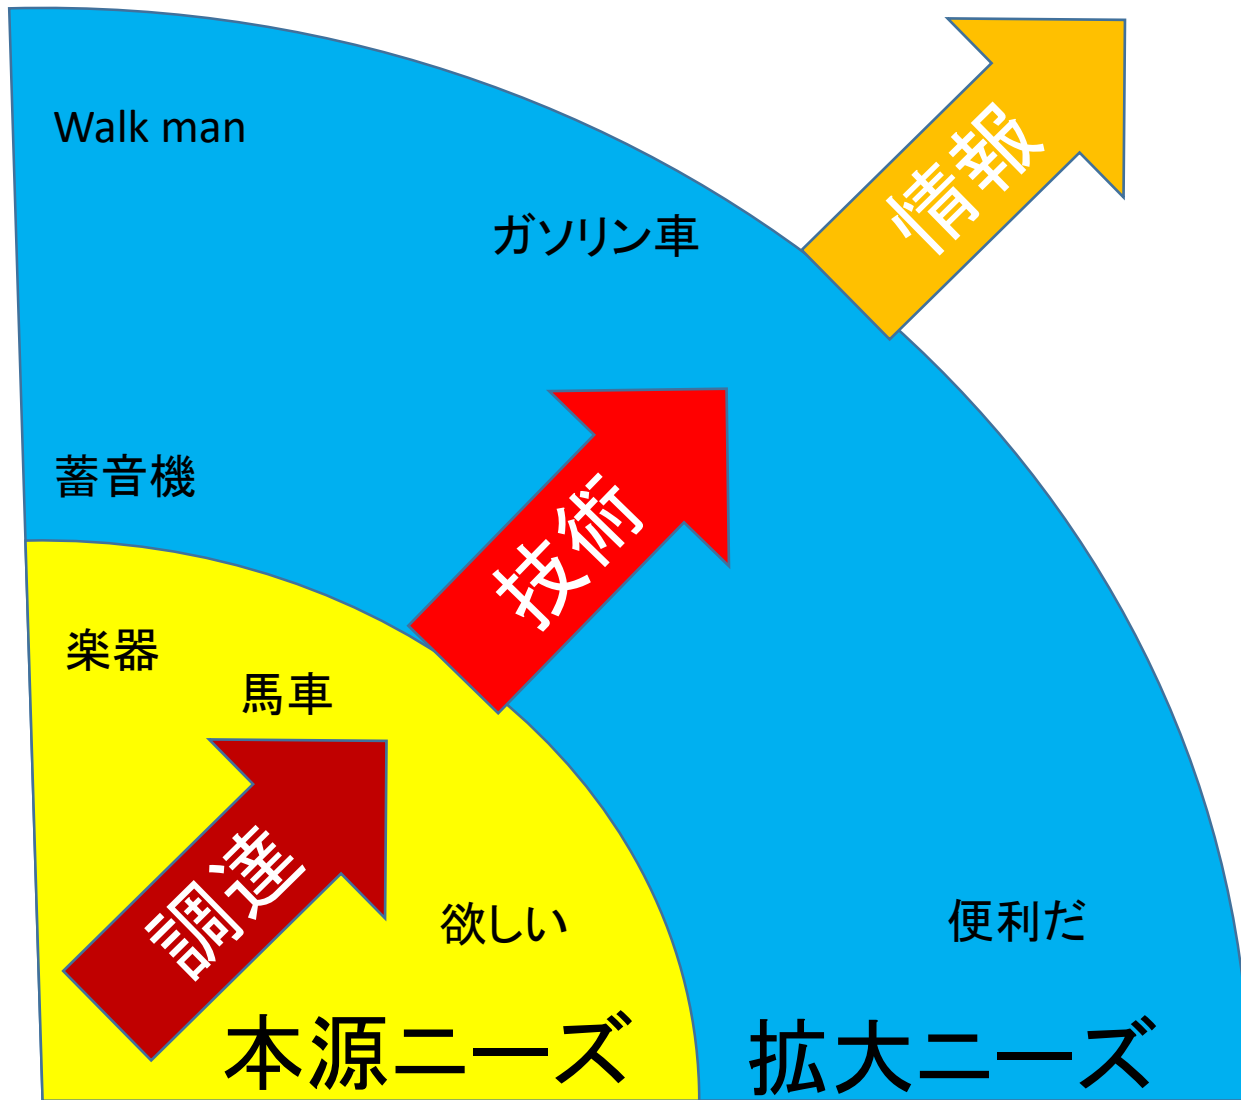 Walk man
情報
ガソリン車
蓄音機
技術
楽器
馬車
調達
欲しい
便利だ
本源ニーズ
拡大ニーズ